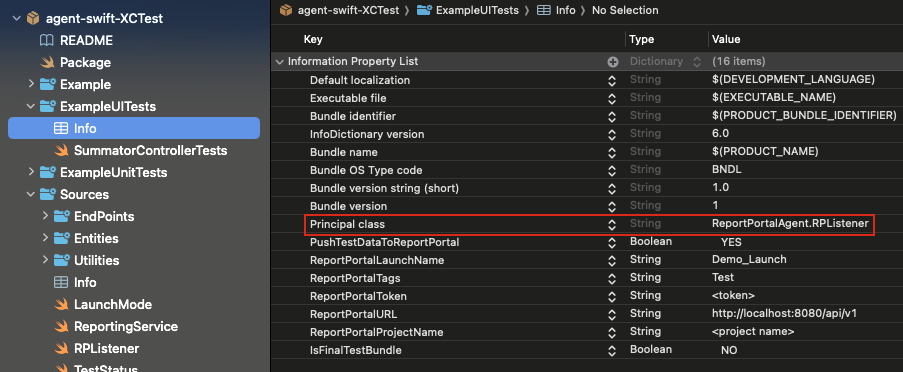 agent-swift-XCTest
README
Package
Example
ExampleUITests
Info
SummatorControllerTests
ExampleUnitTests
Sources
EndPoints
Entities
Utilities
Info
LaunchMode
ReportingService
RPListener
TestStatus
agent-swift-XCTest > ExampleUITests > Info > No Selection
Key Type Value
Information Property List Dictionary (16 items)
Default localization String $(DEVELOPMENT_LANGUAGE)
Executable file String $(EXECUTABLE_NAME)
Bundle identifier String $(PRODUCT_BUNDLE_IDENTIFIER)
InfoDictionary version String 6.0
Bundle name String $(PRODUCT_NAME)
Bundle OS Type code String BNDL
Bundle version string (short) String 1.0
Bundle version String 1
Principal class String ReportPortalAgent.RPListener
PushTestDataToReportPortal Boolean YES
ReportPortalLaunchName String Demo_Launch
ReportPortalTags String Test
ReportPortalToken String <token>
ReportPortalURL String http://localhost:8080/api/v1
ReportPortalProjectName String <project name>
IsFinalTestBundle Boolean NO